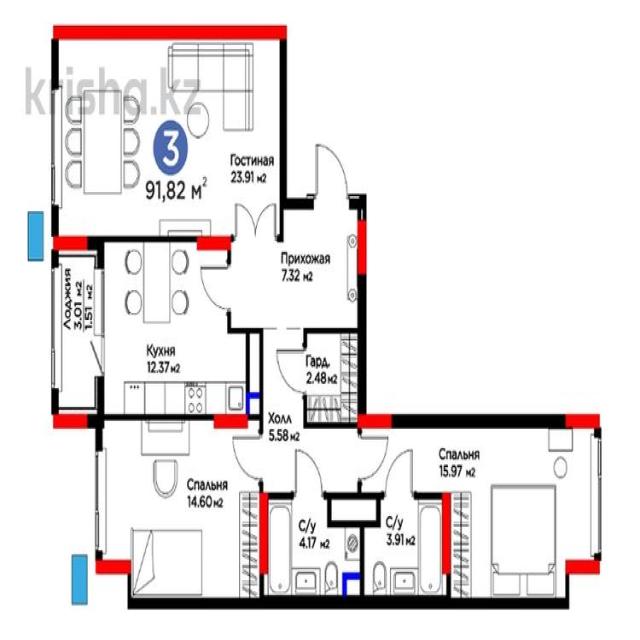 krisha.kz
3
91,82 м²
Гостиная
23.91 м2
Прихожая
7.32 м2
Лоджия
3.01 м2
1.51 м2
Кухня
12.37 м2
Гард.
2.48 м2
Холл
5.58 м2
Спальня
14.60 м2
Спальня
15.97 м2
С/у
4.17 м2
С/у
3.91 м2